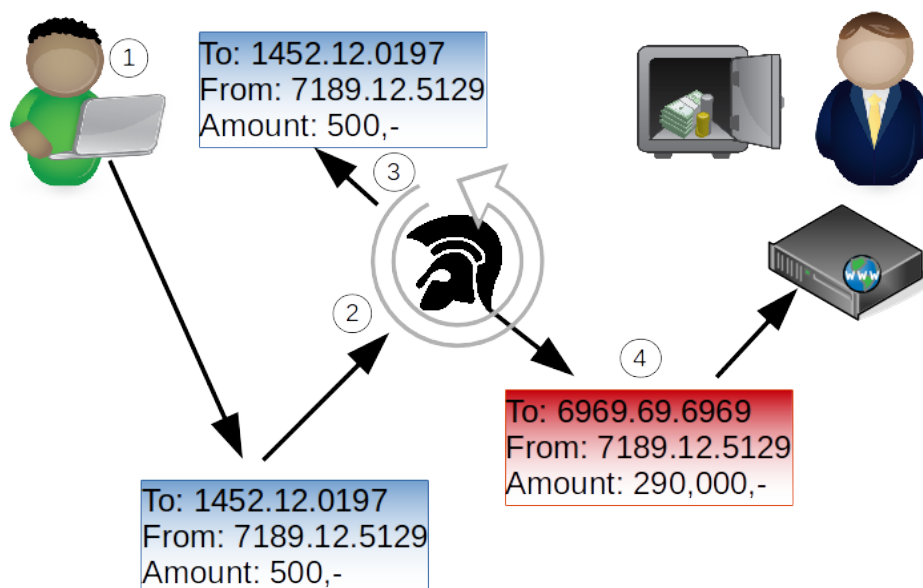 1
To: 1452.12.0197
From: 7189.12.5129
Amount: 500,-
3
2
4
WWW
To: 6969.69.6969
From: 7189.12.5129
Amount: 290,000,-
To: 1452.12.0197
From: 7189.12.5129
Amount: 500,-